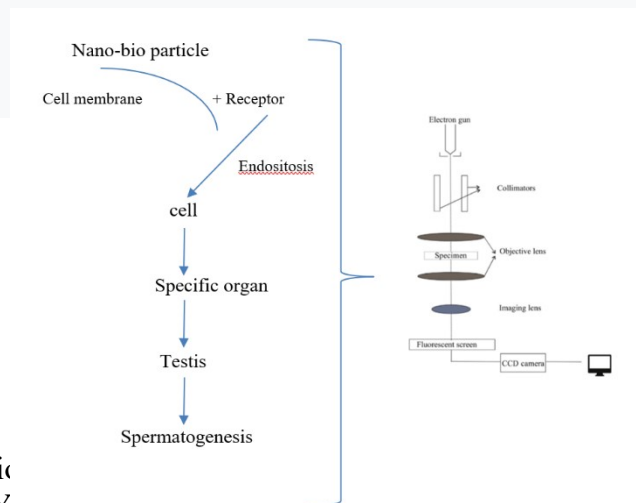 Nano-bio particle
Cell membrane + Receptor
Endositosis
cell
Specific organ
Testis
Spermatogenesis
Electron gun
Collimators
Specimen
Objective lens
Imaging lens
Fluorescent screen
CCD camera